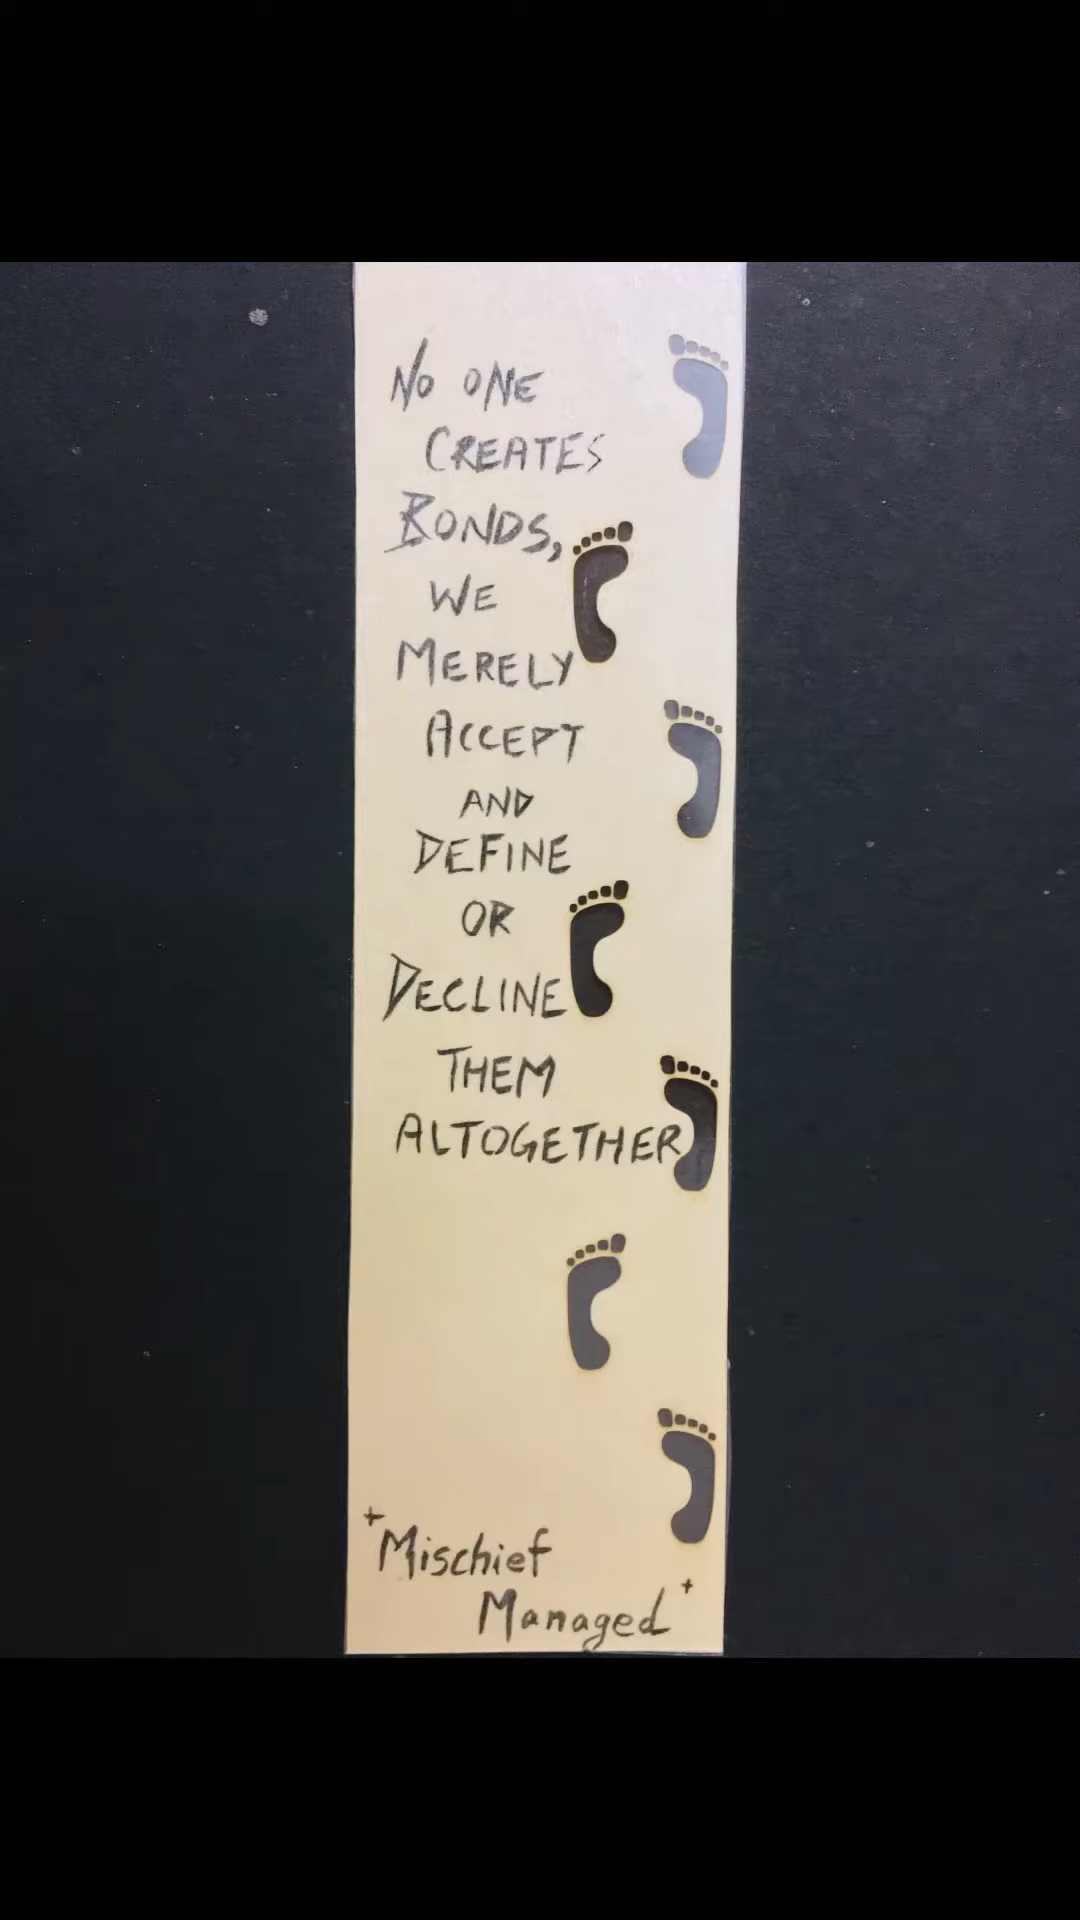 NO ONE
CREATES
BONDS,
WE
MERELY
ACCEPT
AND
DEFINE
OR
DECLINE
THEM
ALTOGETHER
Mischief
Managed